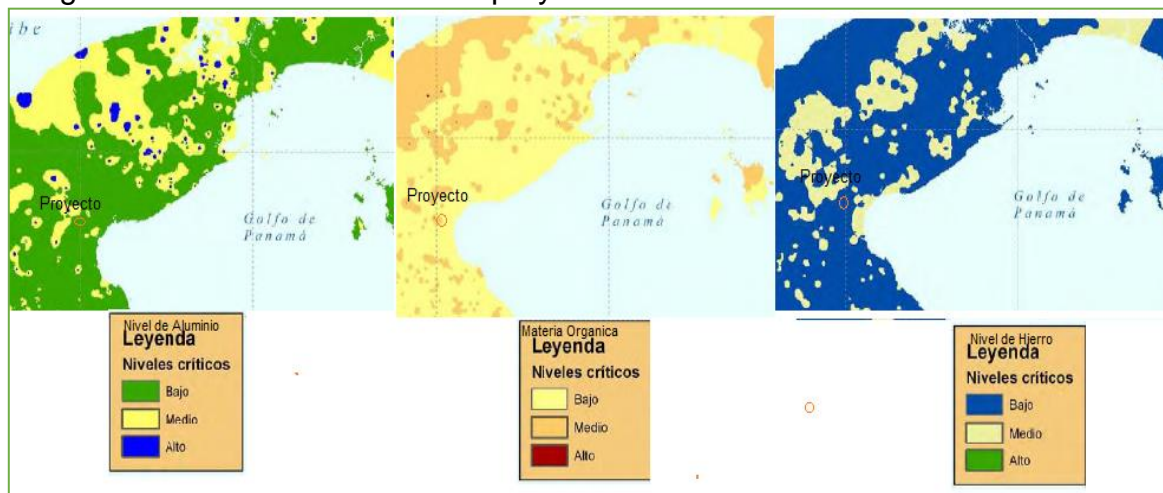 ibe
Proyecto
Golfo de
Panamá
Proyecto
Golfo de
Panamá
Proyecto
Golfo de
Panamá
Nivel de Aluminio
Leyenda
Niveles críticos
Bajo
Medio
Alto
Materia Organica
Leyenda
Niveles críticos
Bajo
Medio
Alto
Nivel de Hierro
Leyenda
Niveles críticos
Bajo
Medio
Alto